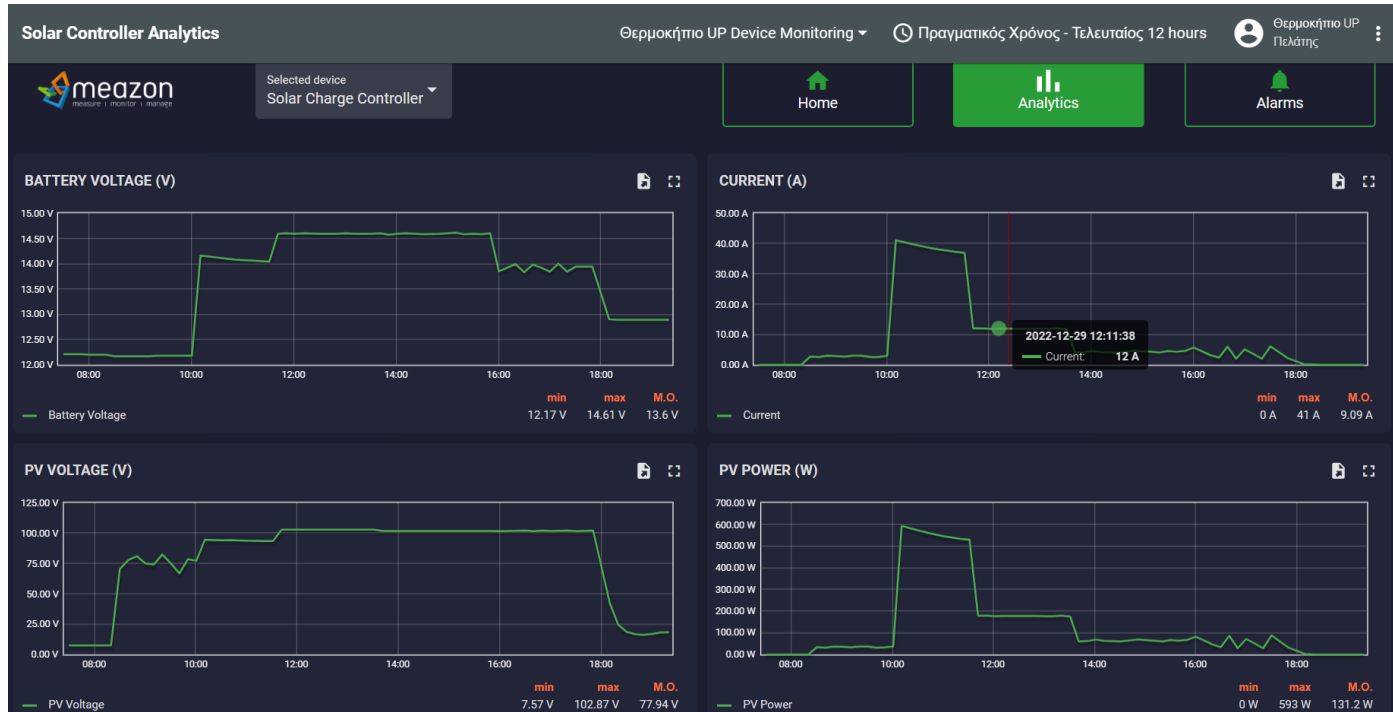 Solar Controller Analytics
Θερμοκήπιο UP Device Monitoring
Πραγματικός Χρόνος - Τελευταίος 12 hours
Θερμοκήπιο UP
Πελάτης
meazon
measure | monitor | manage
Selected device
Solar Charge Controller
Home
Analytics
Alarms
BATTERY VOLTAGE (V)
15.00 V
14.50 V
14.00 V
13.50 V
13.00 V
12.50 V
12.00 V
08:00 10:00 12:00 14:00 16:00 18:00
min max M.O.
Battery Voltage 12.17 V 14.61 V 13.6 V
CURRENT (A)
50.00 A
40.00 A
30.00 A
20.00 A
10.00 A
0.00 A
2022-12-29 12:11:38
Current: 12 A
08:00 10:00 12:00 14:00 16:00 18:00
min max M.O.
Current 0 A 41 A 9.09 A
PV VOLTAGE (V)
125.00 V
100.00 V
75.00 V
50.00 V
25.00 V
0.00 V
08:00 10:00 12:00 14:00 16:00 18:00
min max M.O.
PV Voltage 7.57 V 102.87 V 77.94 V
PV POWER (W)
700.00 W
600.00 W
500.00 W
400.00 W
300.00 W
200.00 W
100.00 W
0.00 W
08:00 10:00 12:00 14:00 16:00 18:00
min max M.O.
PV Power 0 W 593 W 131.2 W